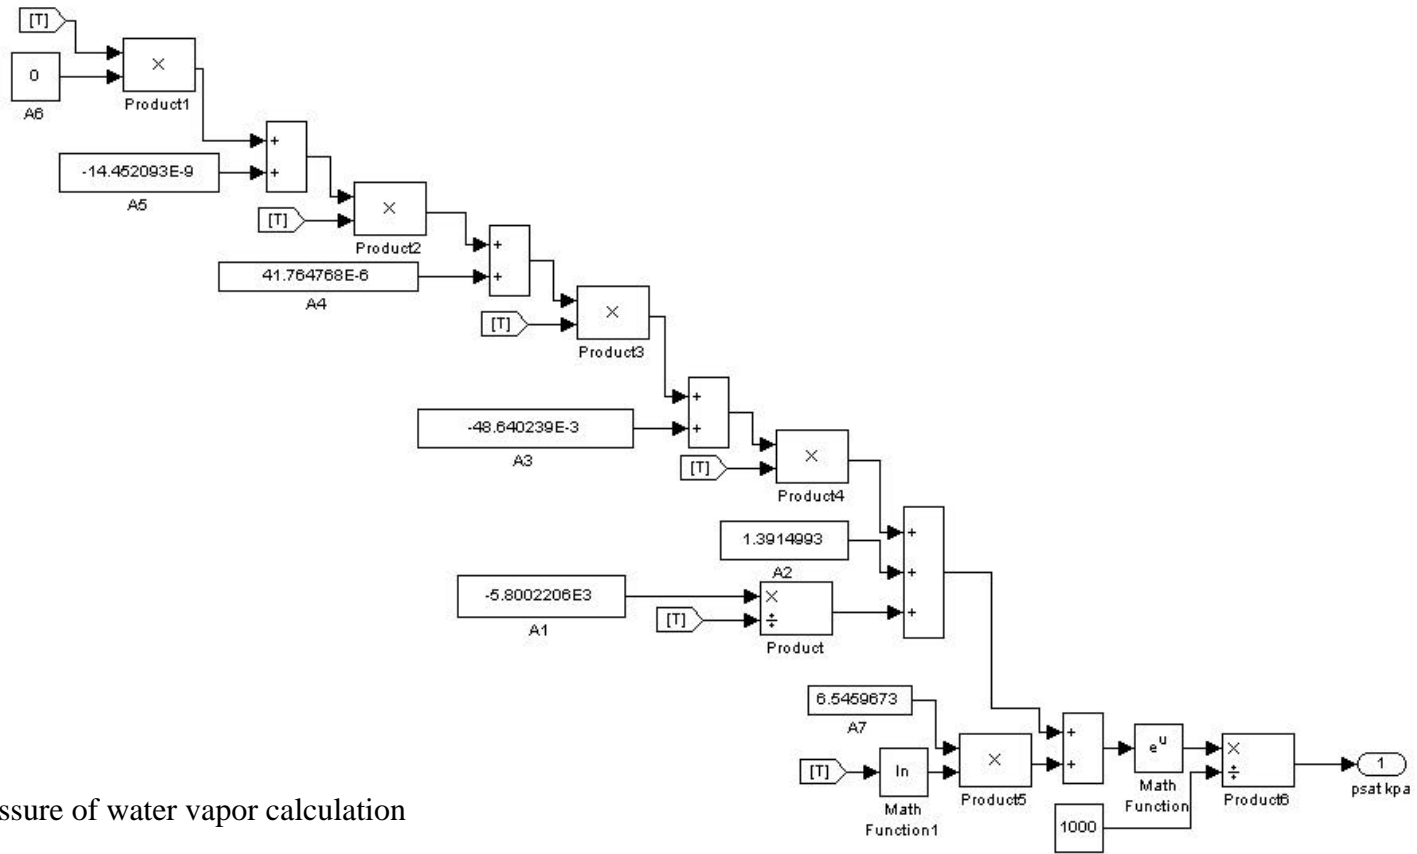 [T]
0
A6
×
Product1
-14.452093E-9
A5
+
+
[T]
×
Product2
41.764768E-6
A4
+
+
[T]
×
Product3
-48.640239E-3
A3
+
+
[T]
×
Product4
1.3914993
A2
-5.8002206E3
A1
[T]
×
÷
Product
+
+
+
6.5459673
A7
[T]
ln
Math
Function1
×
Product5
+
+
e^u
Math
Function
1000
×
÷
Product6
1
psat kpa
ssure of water vapor calculation